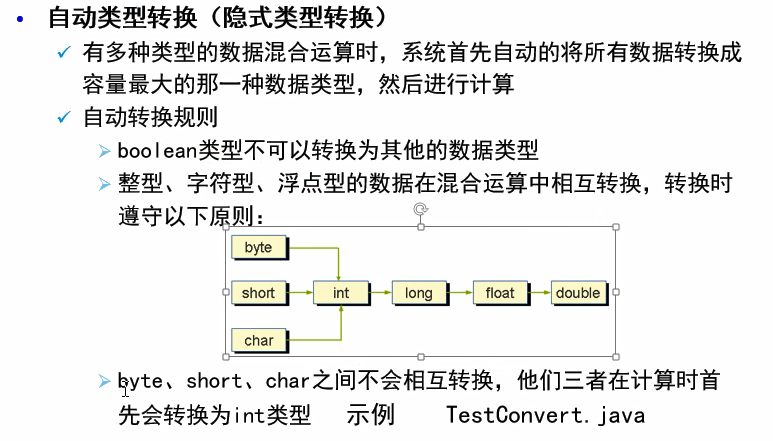 自动类型转换（隐式类型转换）
有多种类型的数据混合运算时，系统首先自动的将所有数据转换成
容量最大的那一种数据类型，然后进行计算
自动转换规则
boolean类型不可以转换为其他的数据类型
整型、字符型、浮点型的数据在混合运算中相互转换，转换时
遵守以下原则：
byte
short int long float double
char
byte、short、char之间不会相互转换，他们三者在计算时首
先会转换为int类型 示例 TestConvert.java